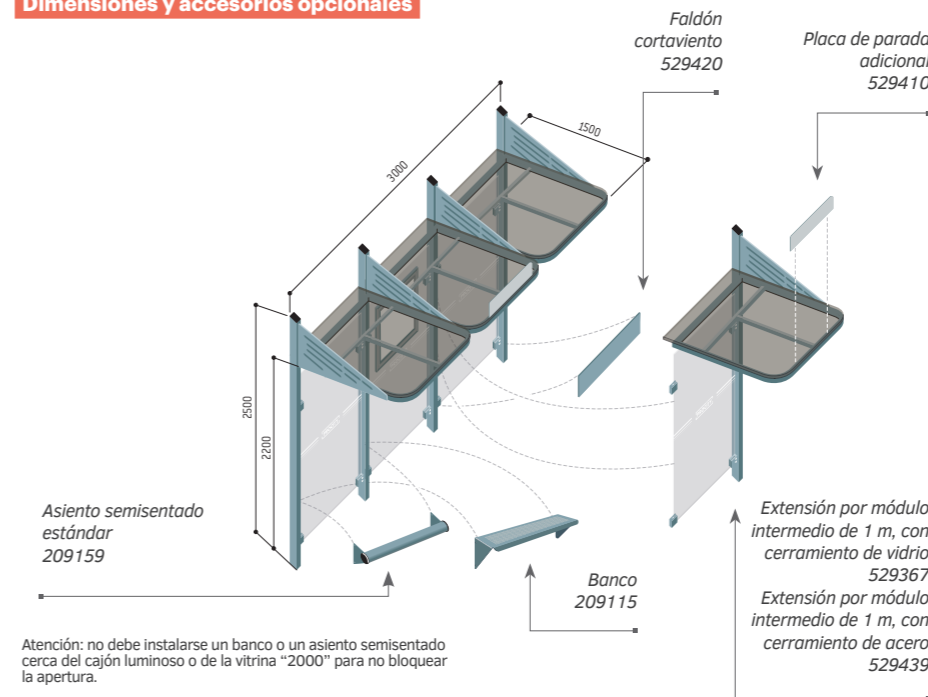 Dimensiones y accesorios opcionales
Faldón
cortaviento
529420
Placa de parada
adicional
529410
1500
3000
2500
2200
Asiento semisentado
estándar
209159
Banco
209115
Extensión por módulo
intermedio de 1 m, con
cerramiento de vidrio
529367
Extensión por módulo
intermedio de 1 m, con
cerramiento de acero
529439
Atención: no debe instalarse un banco o un asiento semisentado
cerca del cajón luminoso o de la vitrina “2000” para no bloquear
la apertura.